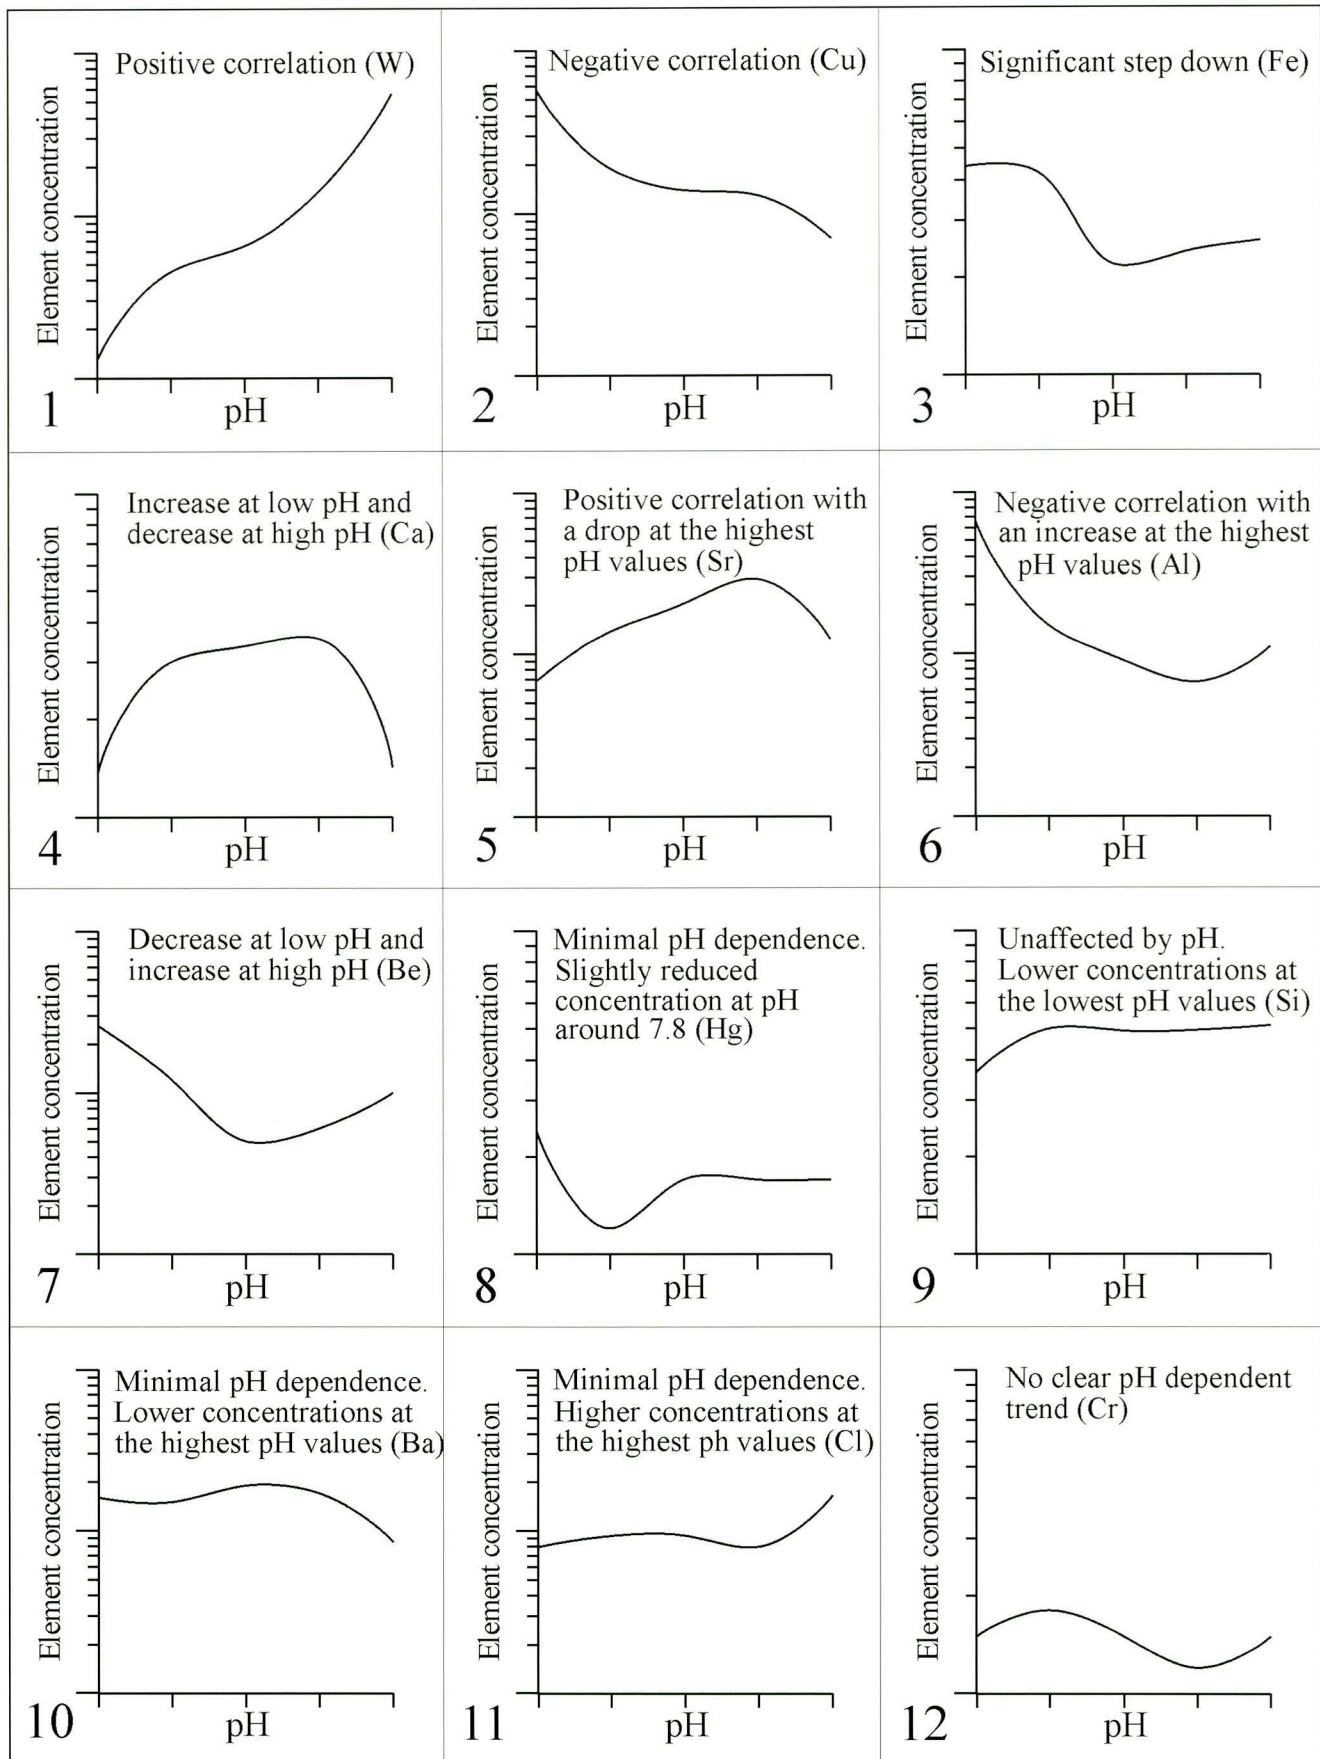 Positive correlation (W)
Element concentration
pH
1
Negative correlation (Cu)
Element concentration
pH
2
Significant step down (Fe)
Element concentration
pH
3
Increase at low pH and
decrease at high pH (Ca)
Element concentration
pH
4
Positive correlation with
a drop at the highest
pH values (Sr)
Element concentration
pH
5
Negative correlation with
an increase at the highest
pH values (Al)
Element concentration
pH
6
Decrease at low pH and
increase at high pH (Be)
Element concentration
pH
7
Minimal pH dependence.
Slightly reduced
concentration at pH
around 7.8 (Hg)
Element concentration
pH
8
Unaffected by pH.
Lower concentrations at
the lowest pH values (Si)
Element concentration
pH
9
Minimal pH dependence.
Lower concentrations at
the highest pH values (Ba)
Element concentration
pH
10
Minimal pH dependence.
Higher concentrations at
the highest ph values (Cl)
Element concentration
pH
11
No clear pH dependent
trend (Cr)
Element concentration
pH
12